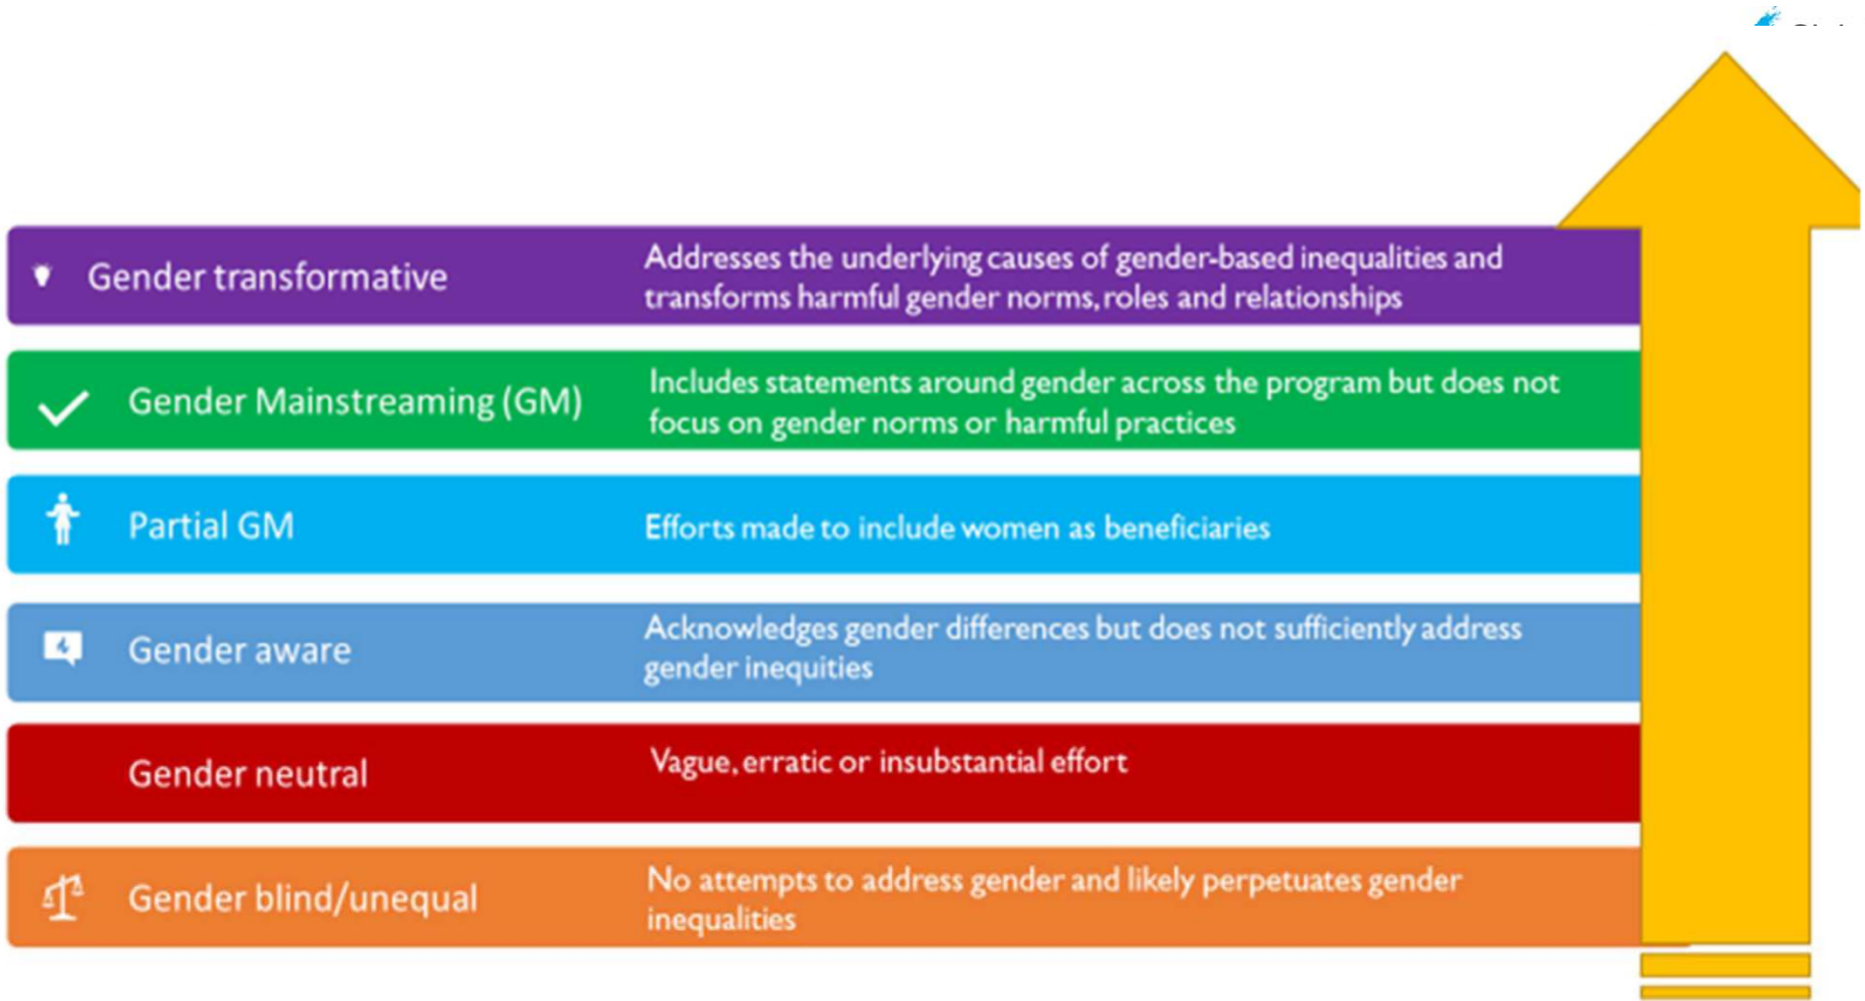 Gender transformative
Addresses the underlying causes of gender-based inequalities and
transforms harmful gender norms, roles and relationships
Gender Mainstreaming (GM)
Includes statements around gender across the program but does not
focus on gender norms or harmful practices
Partial GM
Efforts made to include women as beneficiaries
Gender aware
Acknowledges gender differences but does not sufficiently address
gender inequities
Gender neutral
Vague, erratic or insubstantial effort
Gender blind/unequal
No attempts to address gender and likely perpetuates gender
inequalities